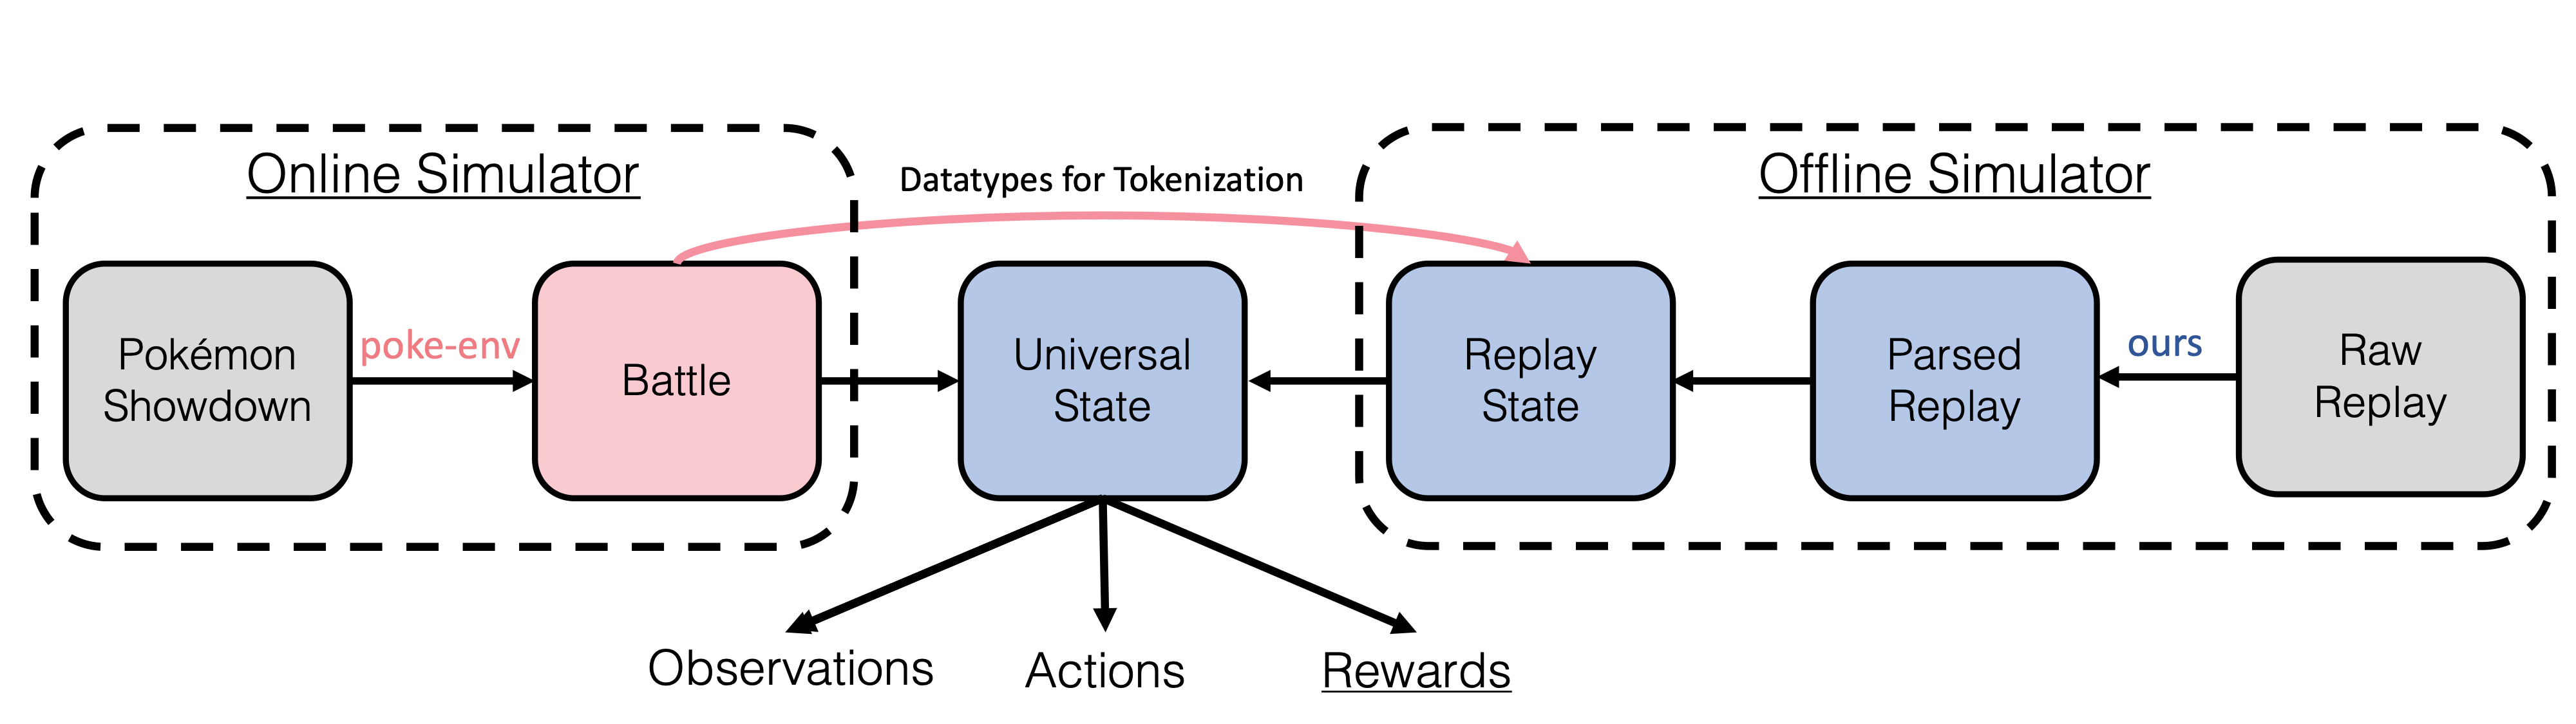 Online Simulator
Datatypes for Tokenization
Offline Simulator
Pokémon
Showdown
poke-env
Battle
Universal
State
Replay
State
Parsed
Replay
ours
Raw
Replay
Observations
Actions
Rewards